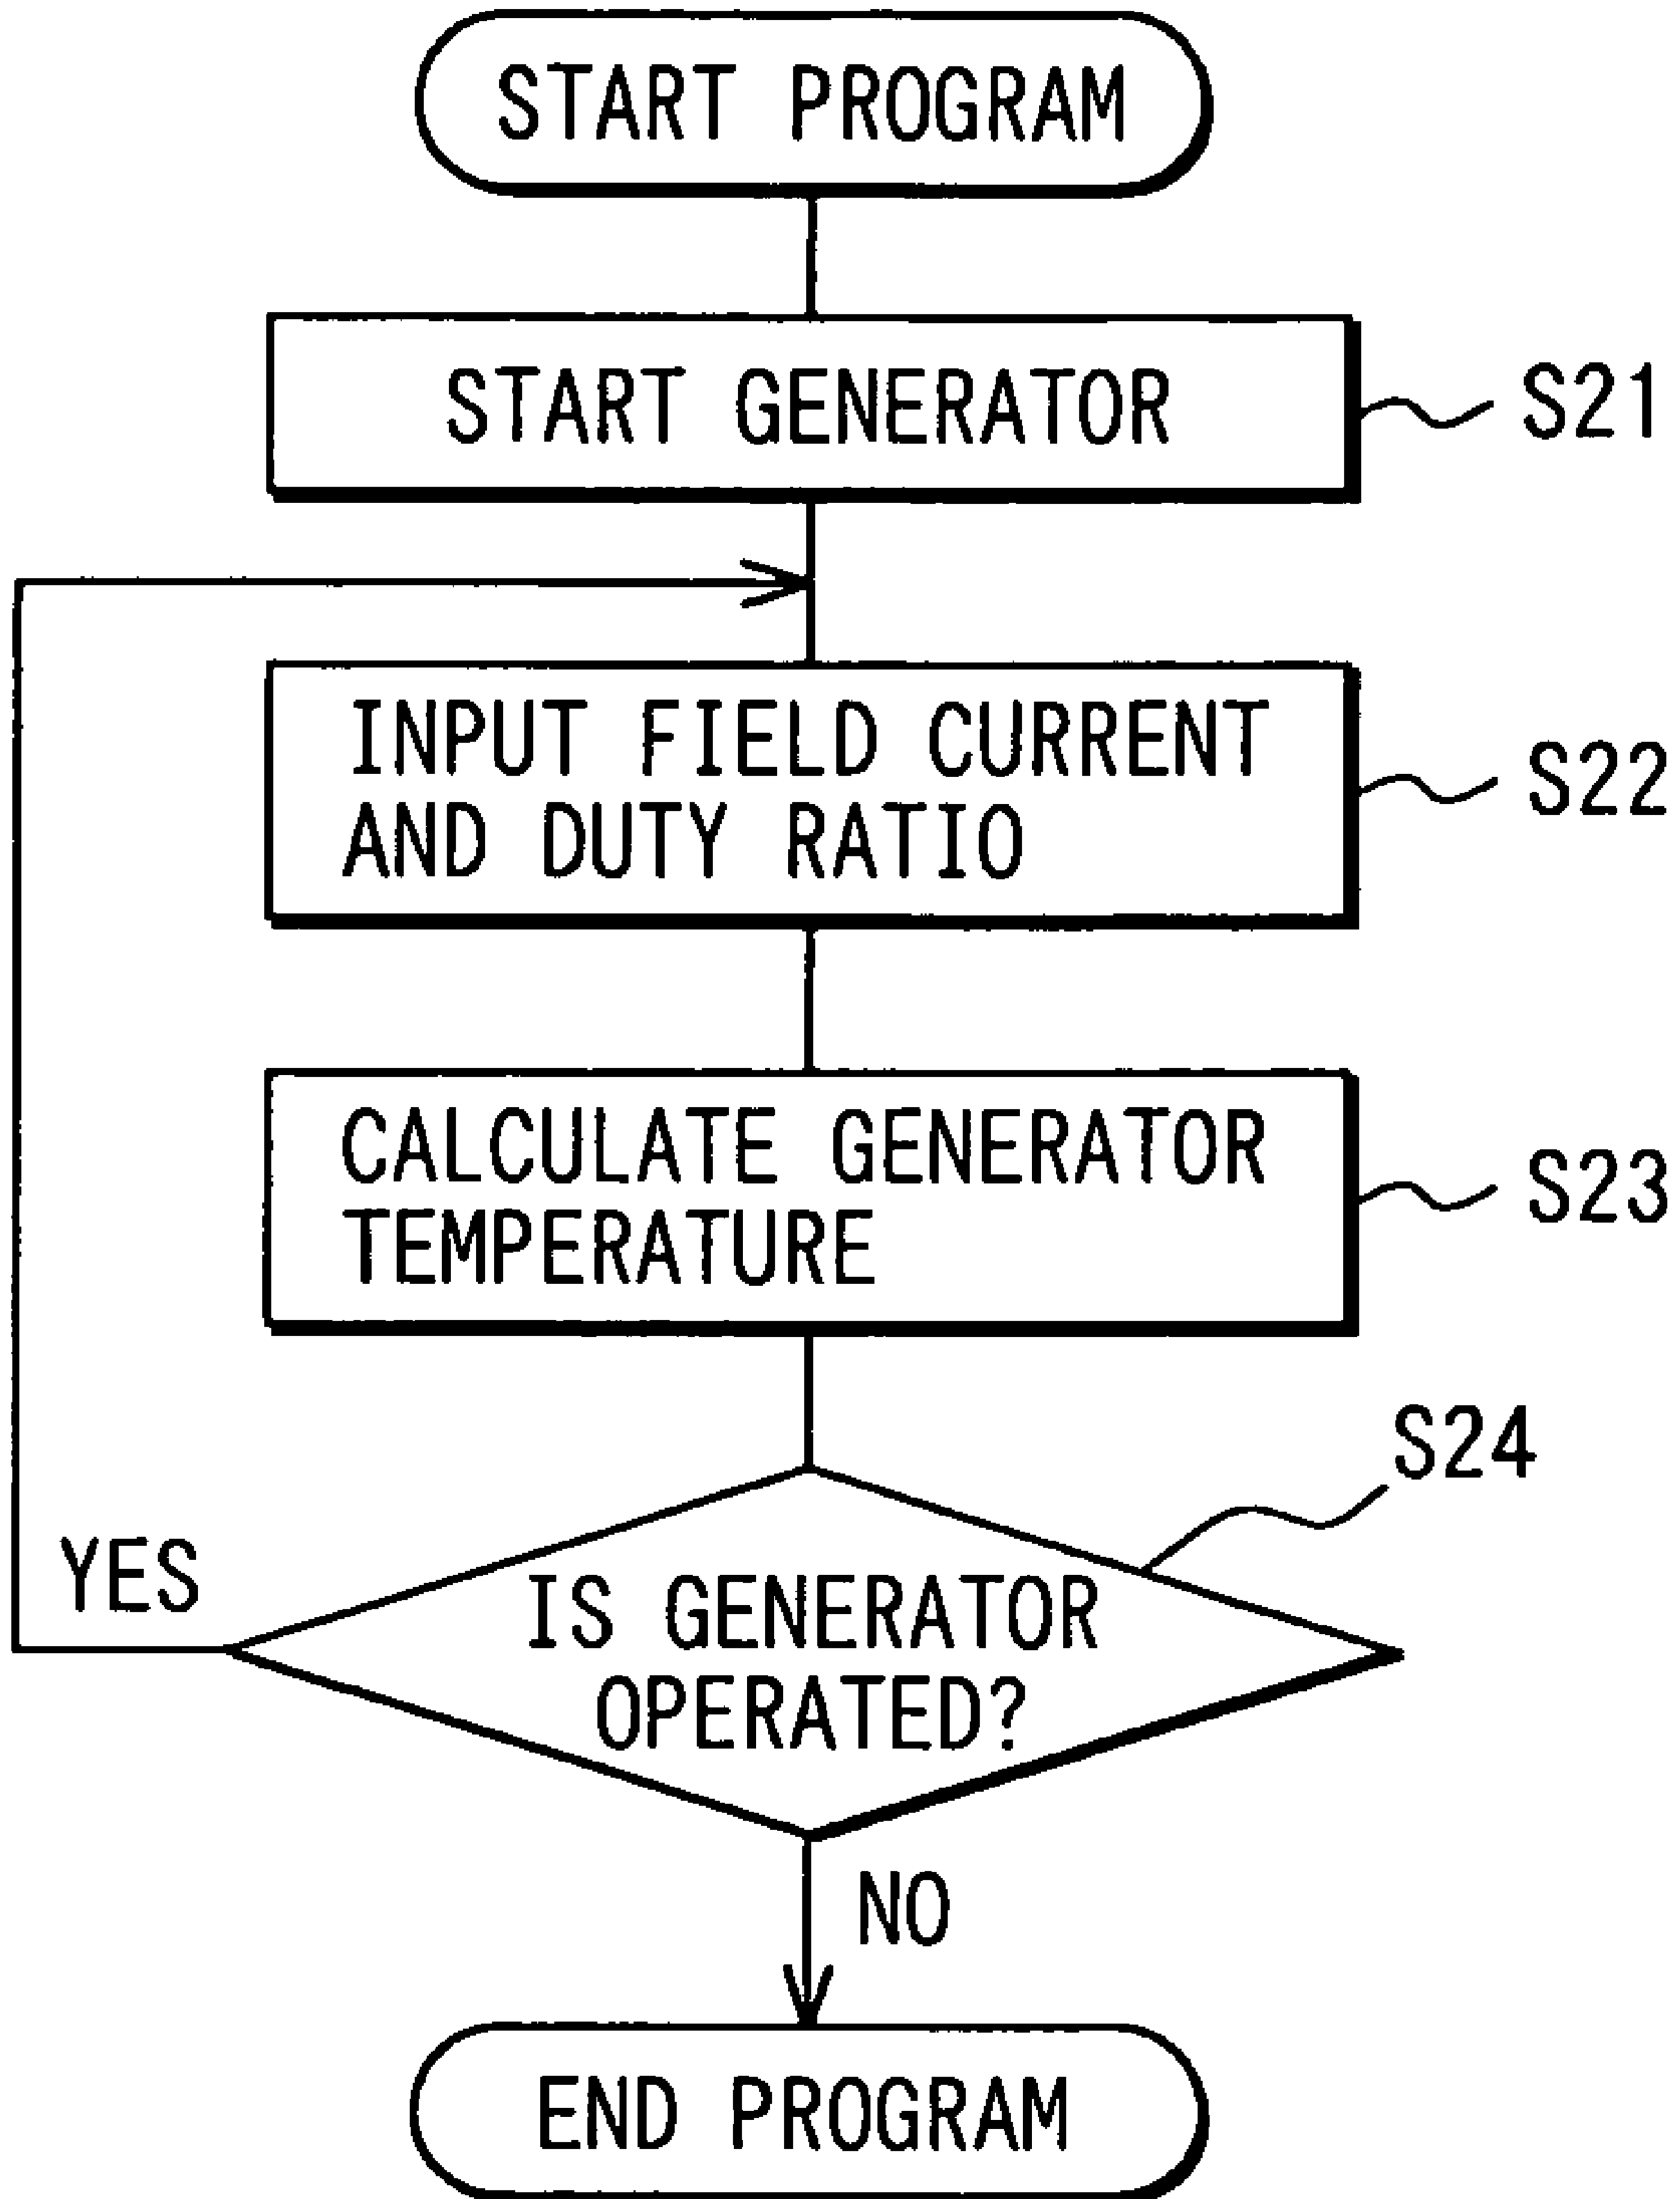 START PROGRAM
START GENERATOR
S21
INPUT FIELD CURRENT
AND DUTY RATIO
S22
CALCULATE GENERATOR
TEMPERATURE
S23
S24
YES
IS GENERATOR
OPERATED?
NO
END PROGRAM